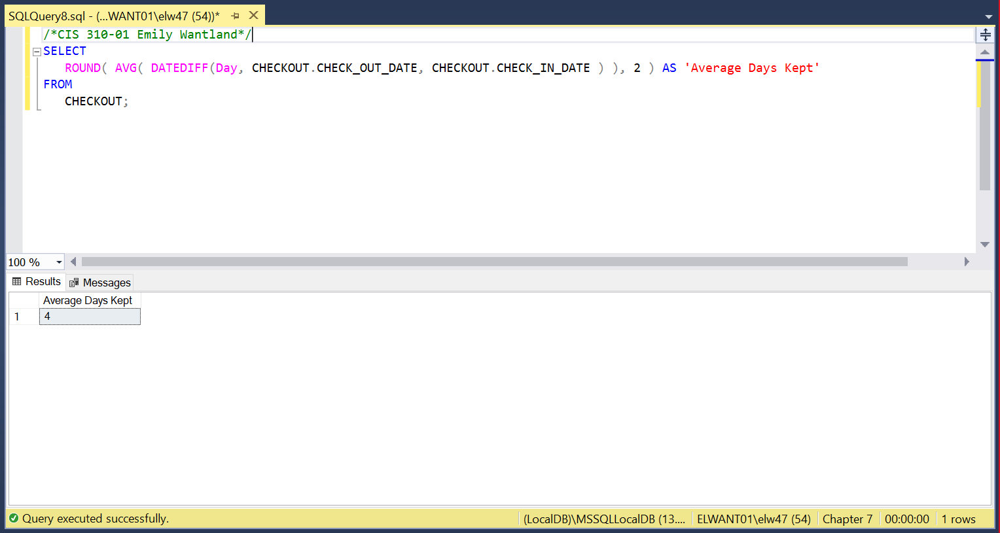 SQLQuery8.sql - (...WANT01\elw47 (54))*
/*CIS 310-01 Emily Wantland*/
SELECT
ROUND( AVG( DATEDIFF(Day, CHECKOUT.CHECK_OUT_DATE, CHECKOUT.CHECK_IN_DATE ) ), 2 ) AS 'Average Days Kept'
FROM
CHECKOUT;
100 %
Results Messages
Average Days Kept
1 4
Query executed successfully. (LocalDB)\MSSQLLocalDB (13.... ELWANT01\elw47 (54) Chapter 7 00:00:00 1 rows